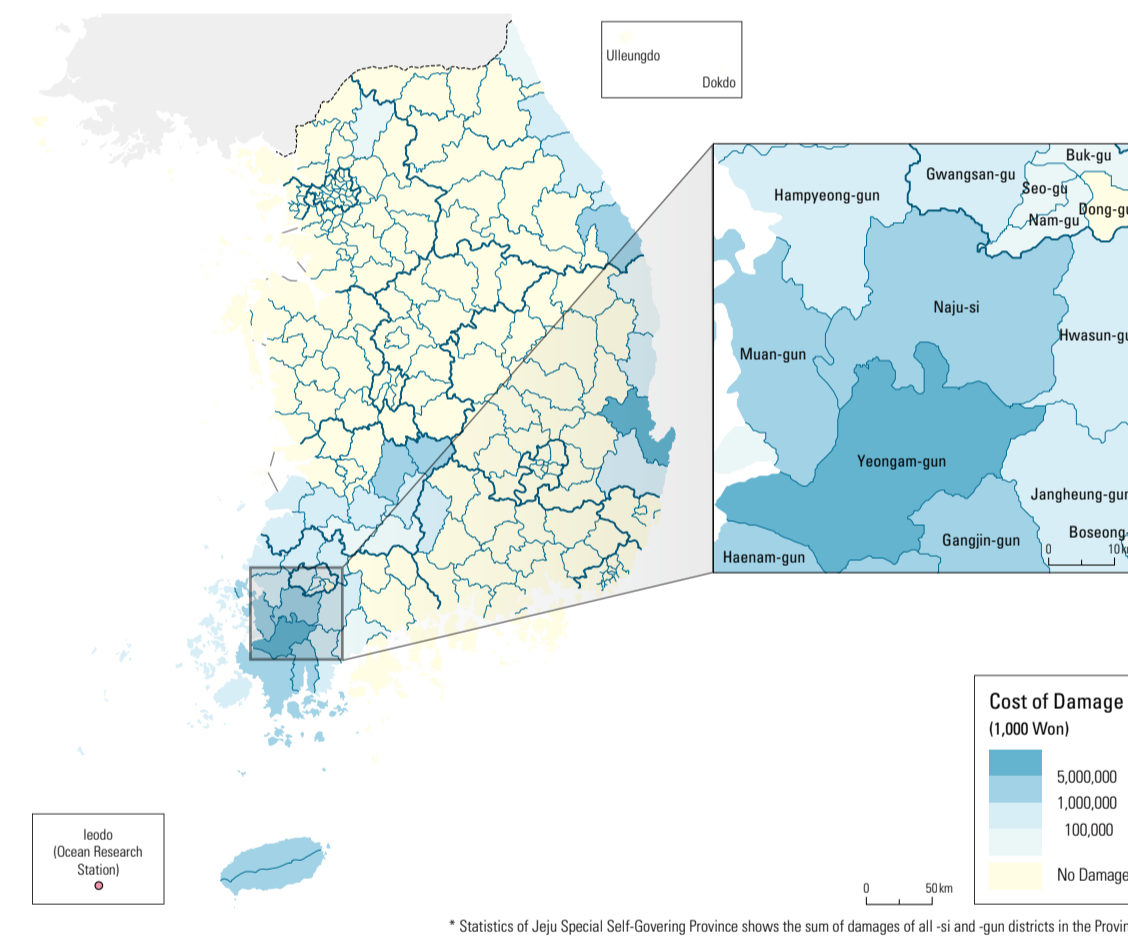 Ulleungdo
Dokdo
Buk-gu
Gwangsan-gu
Seo-gu
Hampyeong-gun
Dong-gu
Nam-gu
Naju-si
Hwasun-gu
Muan-gun
Yeongam-gun
Jangheung-gun
Boseong-
Gangjin-gun
Haenam-gun
0 10 km
Cost of Damage
(1,000 Won)
5,000,000
1,000,000
100,000
No Damage
Ieodo
(Ocean Research
Station)
0 50 km
* Statistics of Jeju Special Self-Governing Province shows the sum of damages of all -si and -gun districts in the Provin